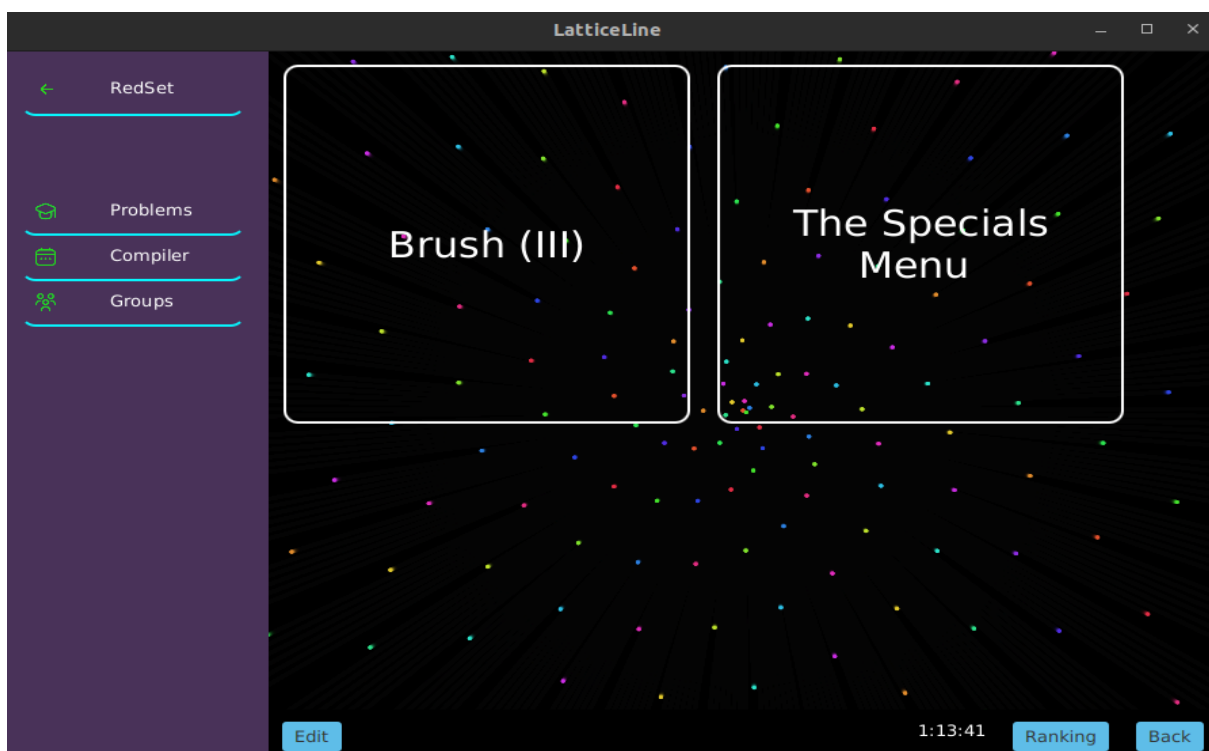 LatticeLine
RedSet
Problems
Compiler
Groups
Brush (III)
The Specials
Menu
Edit
1:13:41
Ranking
Back